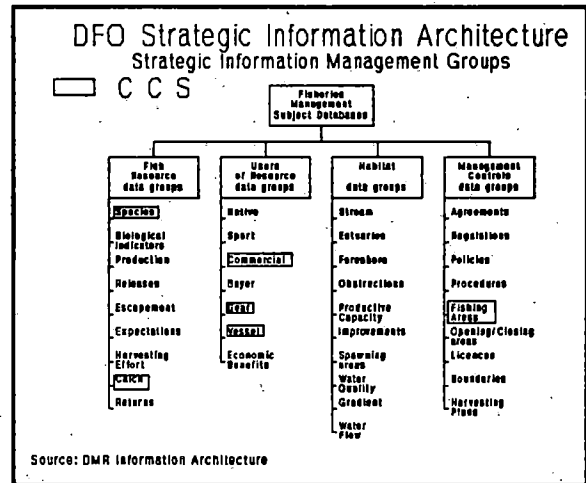 DFO Strategic Information Architecture
Strategic Information Management Groups
C C S
Fisheries
Management
Subject Databases
Fish
Resource
data groups
Species
Biological
Indicators
Production
Releases
Escapement
Expectations
Harvesting
Effort
Catch
Returns
Users
of Resource
data groups
Native
Sport
Commercial
Buyer
Gear
Vessel
Economic
Benefits
Habitat
data groups
Stream
Estuaries
Foreshore
Obstructions
Productive
Capacity
Improvements
Spawning
areas
Water
Quality
Gradient
Water
Flow
Management
Controls
data groups
Agreements
Regulations
Policies
Procedures
Fishing
Areas
Opening/Closing
areas
Licences
Boundaries
Harvesting
Plans
Source: DMR Information Architecture